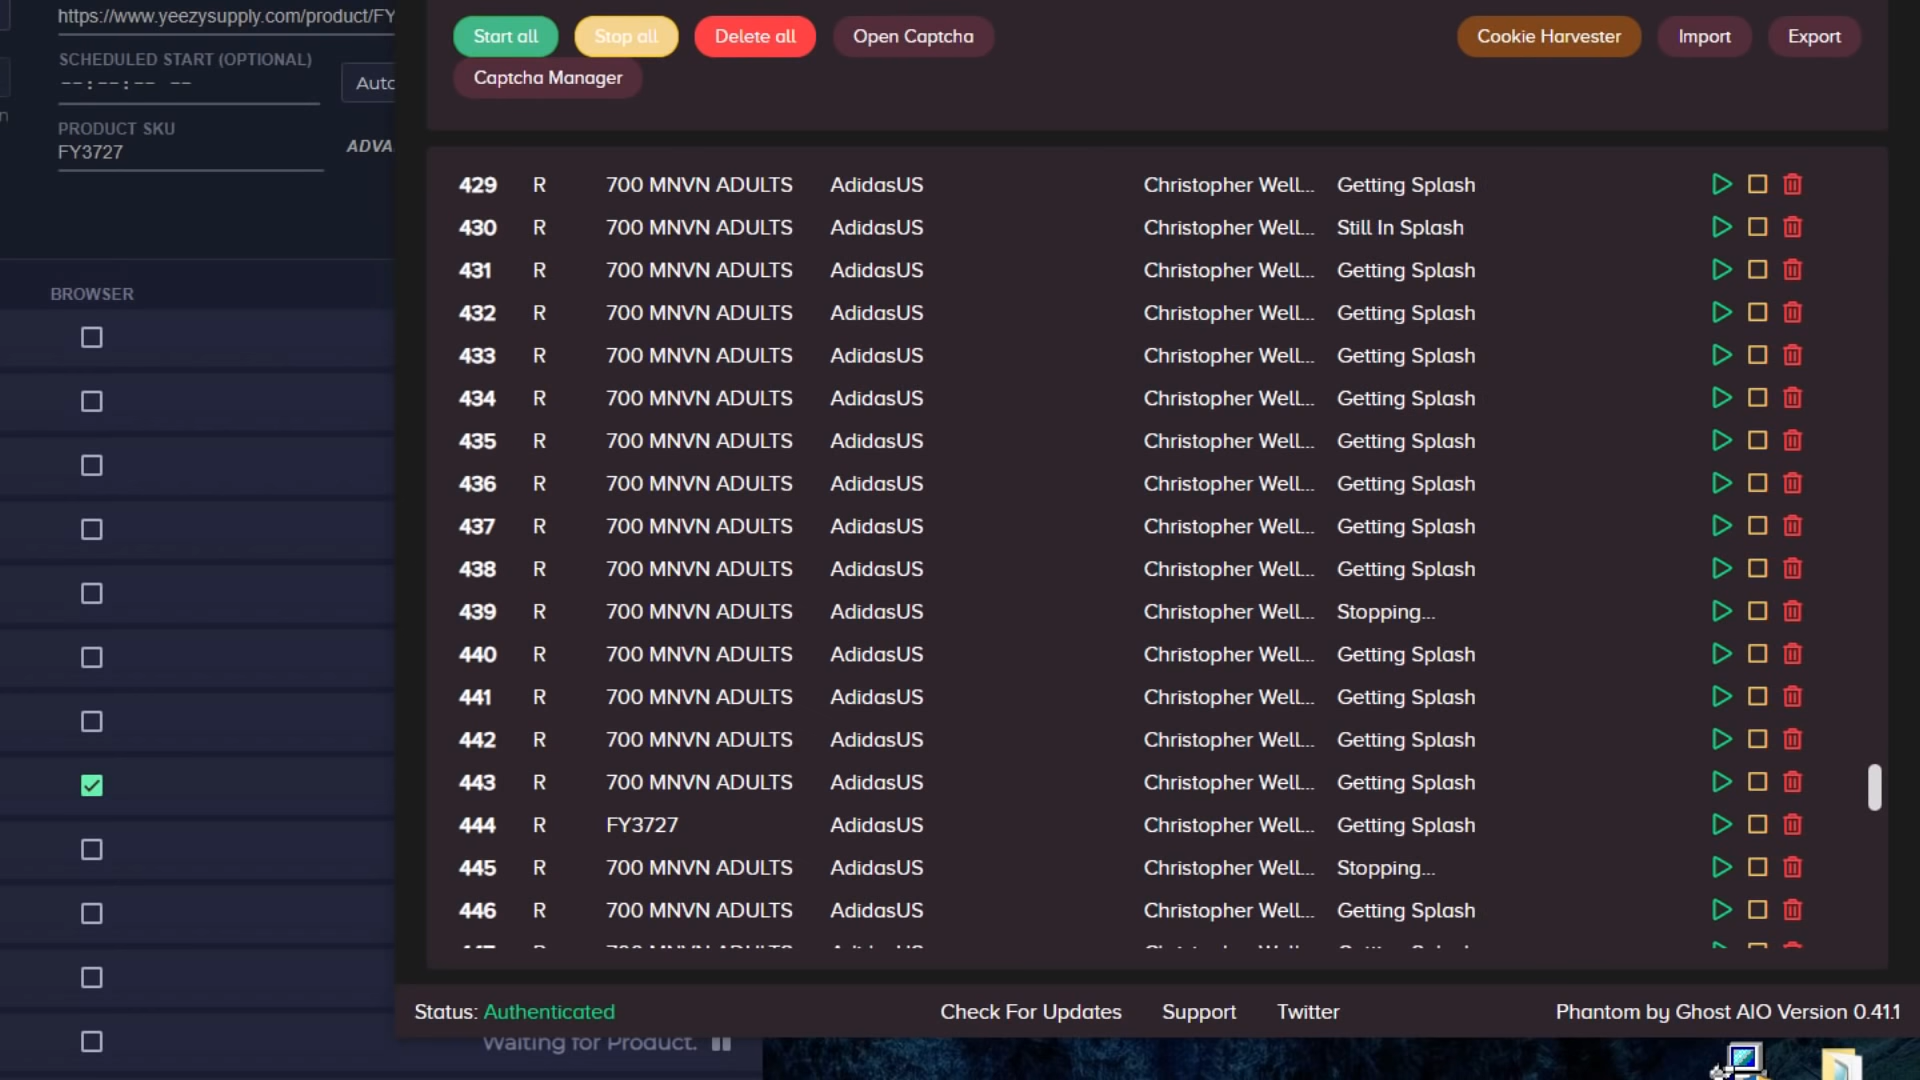 https://www.yeezysupply.com/product/FY
SCHEDULED START (OPTIONAL)
--:--:-- --
Auto
PRODUCT SKU
FY3727
ADVA
BROWSER
Start all
Stop all
Delete all
Open Captcha
Cookie Harvester
Import
Export
Captcha Manager
429 R 700 MNVN ADULTS AdidasUS Christopher Well... Getting Splash
430 R 700 MNVN ADULTS AdidasUS Christopher Well... Still In Splash
431 R 700 MNVN ADULTS AdidasUS Christopher Well... Getting Splash
432 R 700 MNVN ADULTS AdidasUS Christopher Well... Getting Splash
433 R 700 MNVN ADULTS AdidasUS Christopher Well... Getting Splash
434 R 700 MNVN ADULTS AdidasUS Christopher Well... Getting Splash
435 R 700 MNVN ADULTS AdidasUS Christopher Well... Getting Splash
436 R 700 MNVN ADULTS AdidasUS Christopher Well... Getting Splash
437 R 700 MNVN ADULTS AdidasUS Christopher Well... Getting Splash
438 R 700 MNVN ADULTS AdidasUS Christopher Well... Getting Splash
439 R 700 MNVN ADULTS AdidasUS Christopher Well... Stopping...
440 R 700 MNVN ADULTS AdidasUS Christopher Well... Getting Splash
441 R 700 MNVN ADULTS AdidasUS Christopher Well... Getting Splash
442 R 700 MNVN ADULTS AdidasUS Christopher Well... Getting Splash
443 R 700 MNVN ADULTS AdidasUS Christopher Well... Getting Splash
444 R FY3727 AdidasUS Christopher Well... Getting Splash
445 R 700 MNVN ADULTS AdidasUS Christopher Well... Stopping...
446 R 700 MNVN ADULTS AdidasUS Christopher Well... Getting Splash
Status: Authenticated
Check For Updates
Support
Twitter
Phantom by Ghost AIO Version 0.41.1
Waiting for Product.